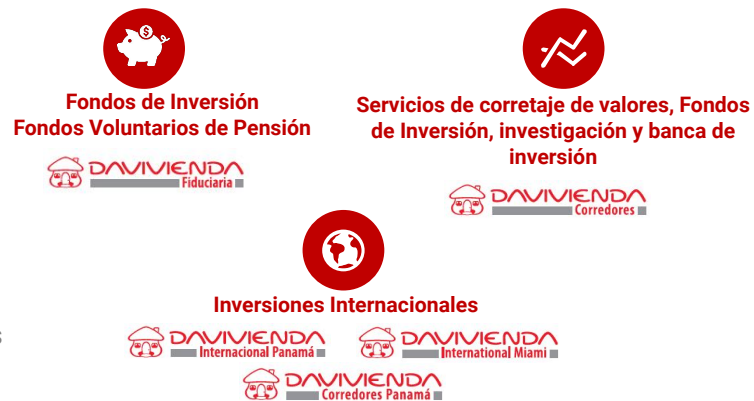 $
Fondos de Inversión
Fondos Voluntarios de Pensión
DAVIVIENDA
Fiduciaria
Servicios de corretaje de valores, Fondos
de Inversión, investigación y banca de
inversión
DAVIVIENDA
Corredores
Inversiones Internacionales
s
DAVIVIENDA
Internacional Panamá
DAVIVIENDA
International Miami
DAVIVIENDA
Corredores Panamá